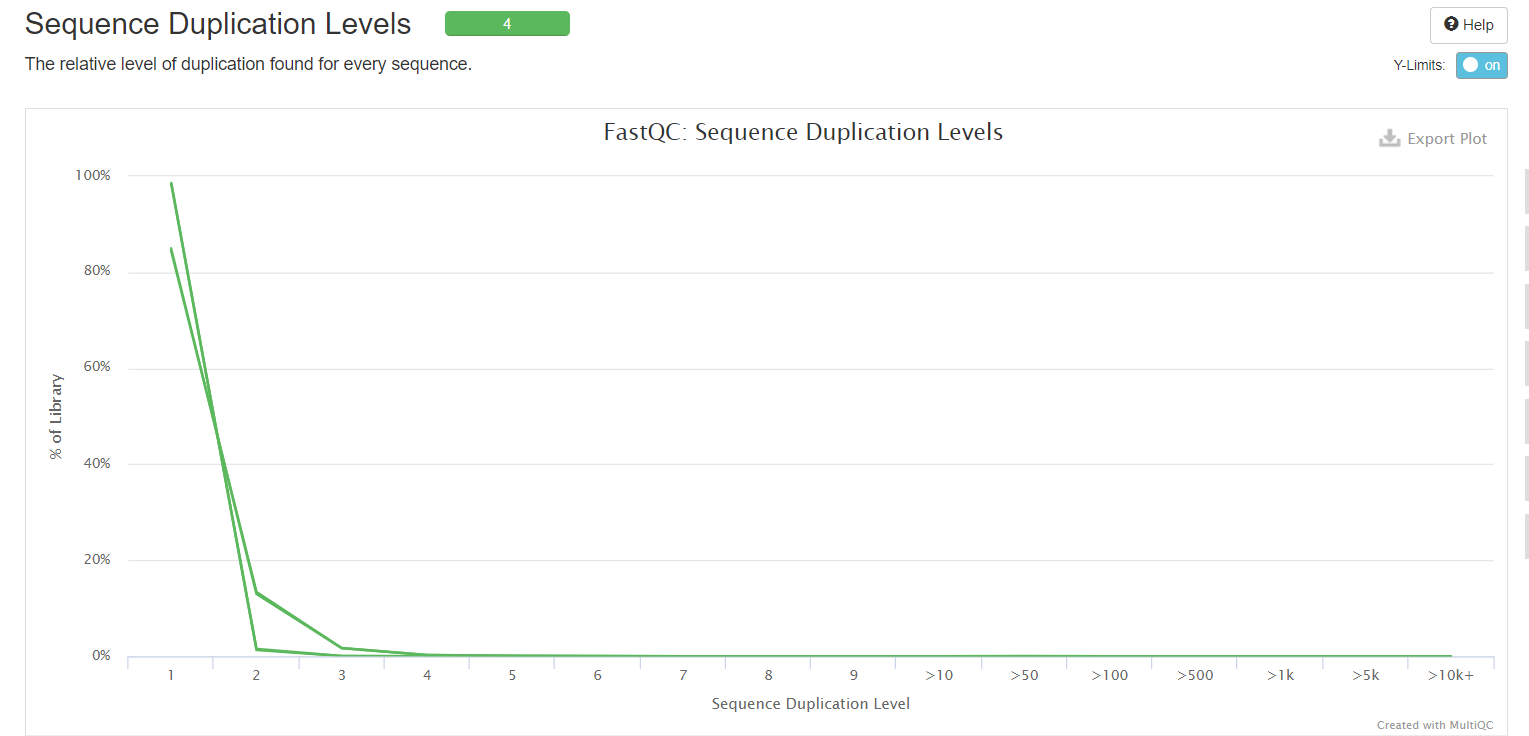 Sequence Duplication Levels 4
Help
The relative level of duplication found for every sequence.
Y-Limits: on
FastQC: Sequence Duplication Levels
Export Plot
100%
80%
60%
40%
20%
0%
% of Library
1 2 3 4 5 6 7 8 9 >10 >50 >100 >500 >1k >5k >10k+
Sequence Duplication Level
Created with MultiQC